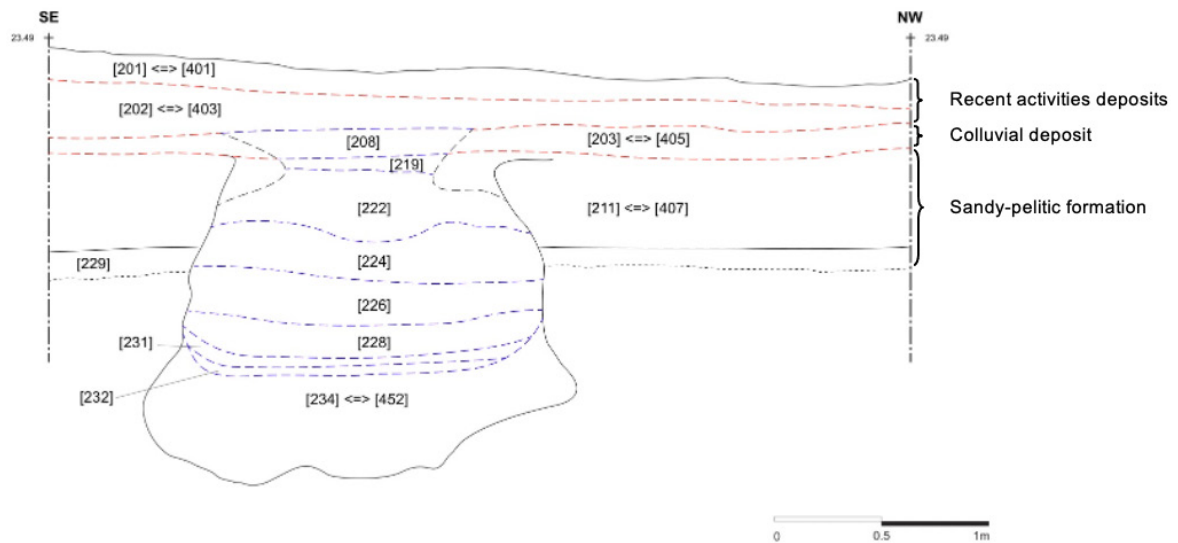 SE
NW
23.49
23.49
[201] <=> [401]
[202] <=> [403]
Recent activities deposits
[208]
[203] <=> [405]
Colluvial deposit
[219]
[222]
[211] <=> [407]
Sandy-pelitic formation
[229]
[224]
[226]
[231]
[228]
[232]
[234] <=> [452]
0
0.5
1m